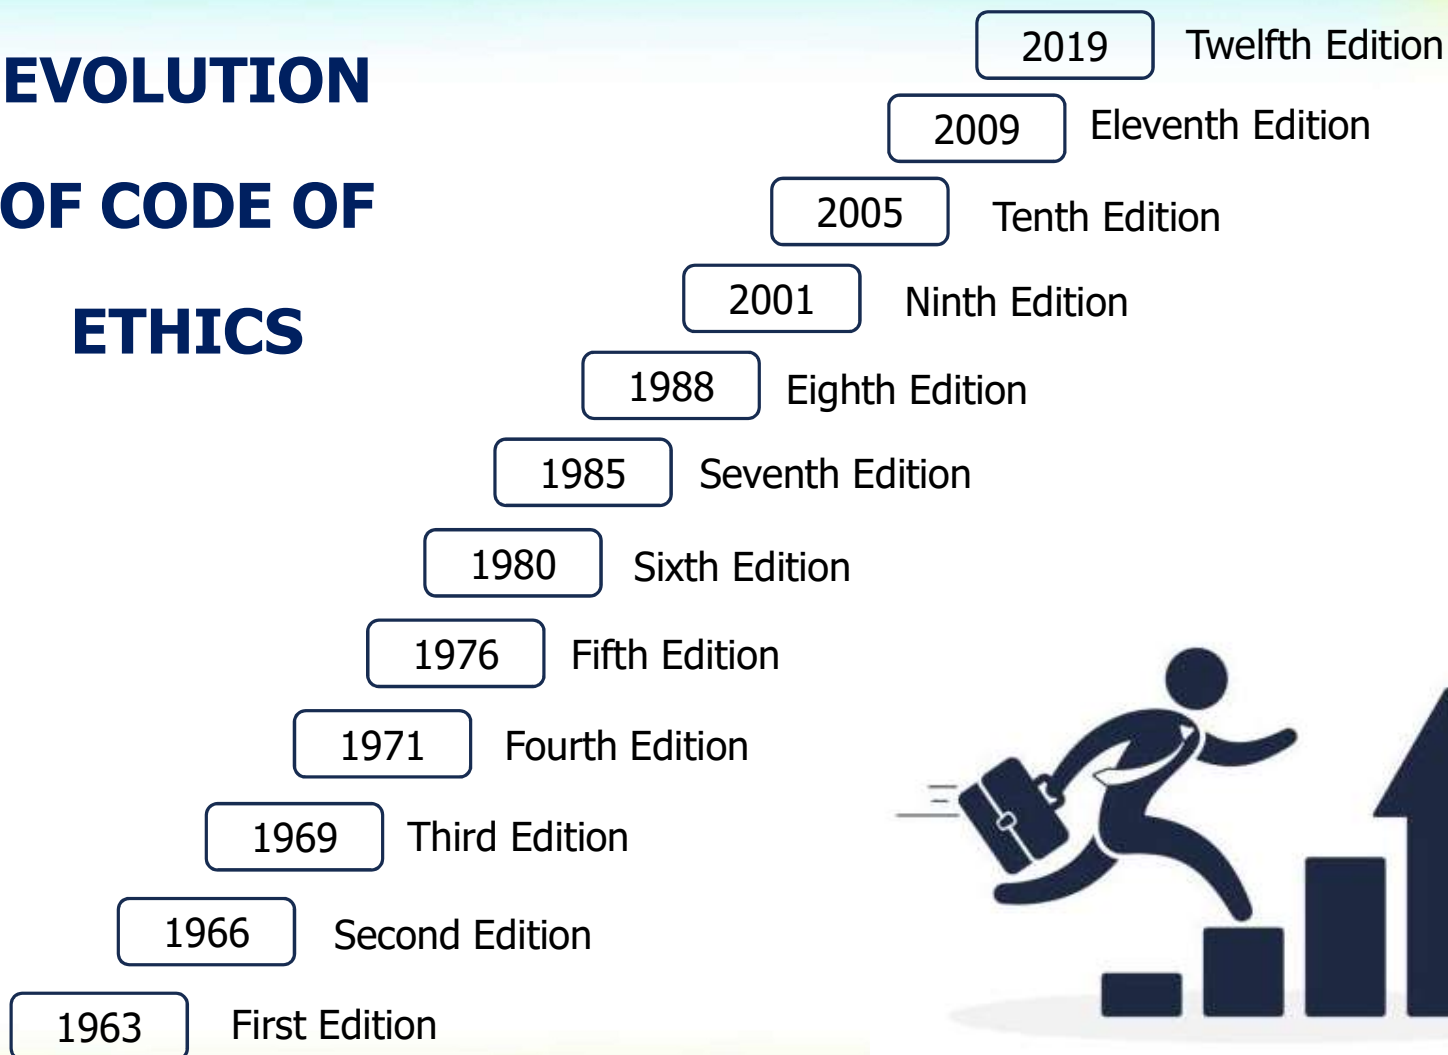 EVOLUTION
OF CODE OF
ETHICS
2019 Twelfth Edition
2009 Eleventh Edition
2005 Tenth Edition
2001 Ninth Edition
1988 Eighth Edition
1985 Seventh Edition
1980 Sixth Edition
1976 Fifth Edition
1971 Fourth Edition
1969 Third Edition
1966 Second Edition
1963 First Edition